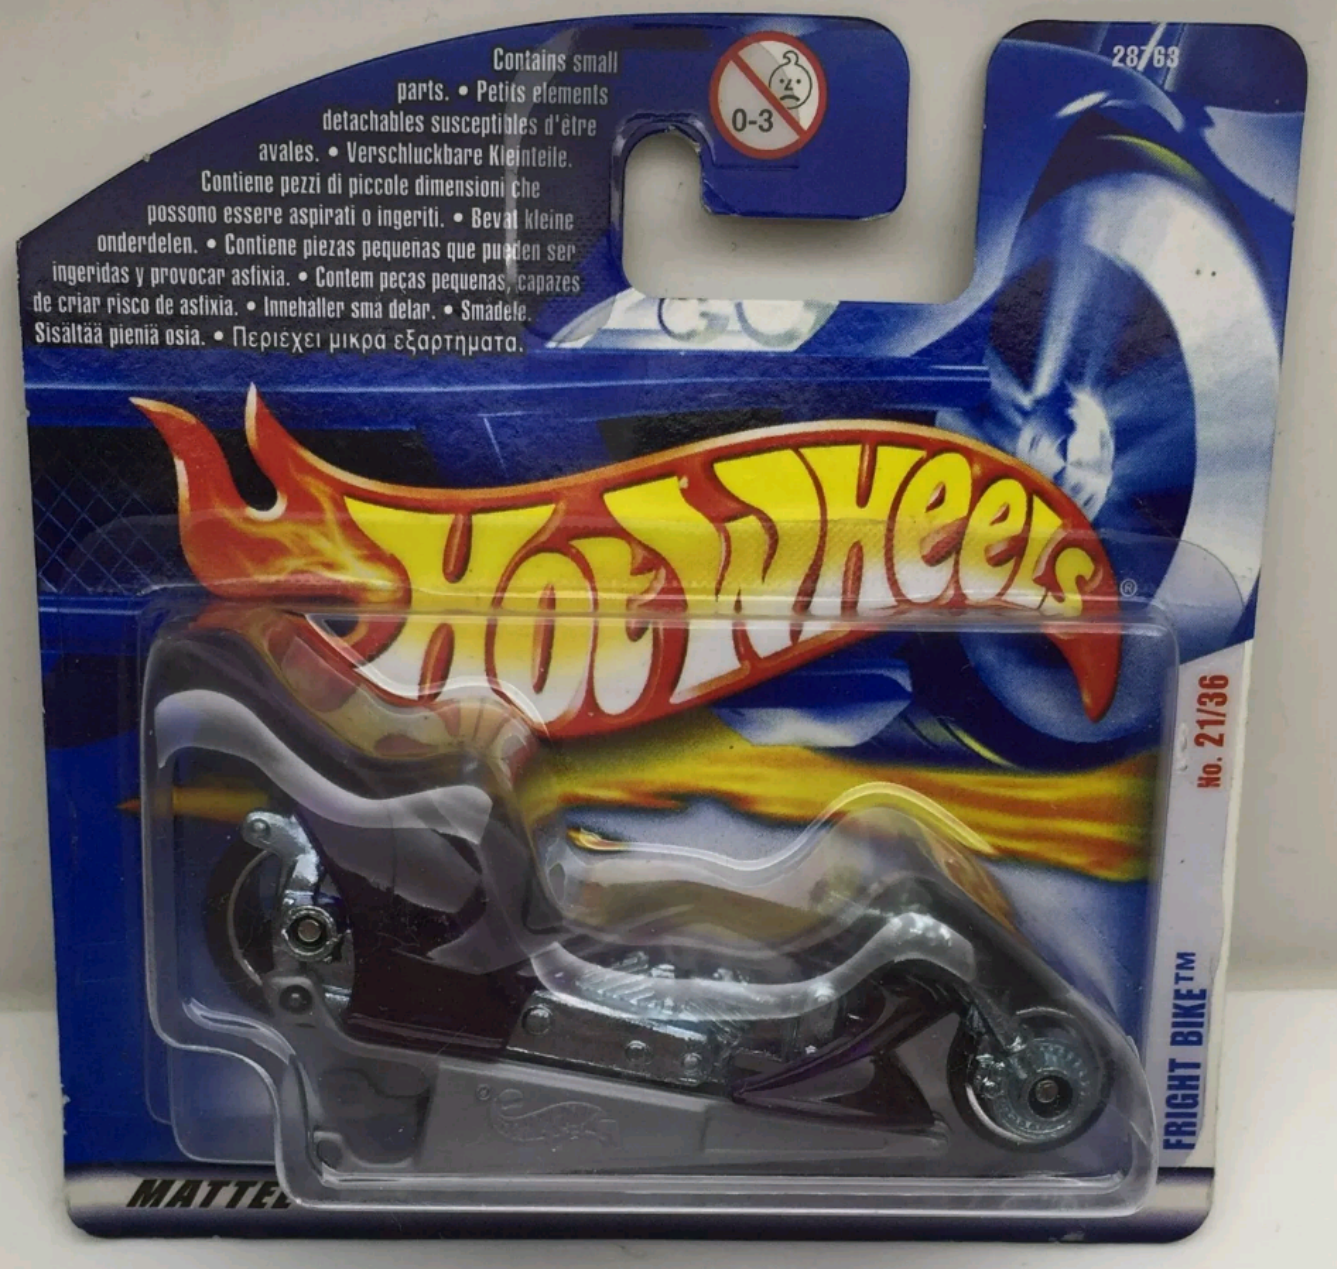 Contains small
parts. • Petits elements
detachables susceptibles d'être
avales. • Verschluckbare Kleinteile.
Contiene pezzi di piccole dimensioni che
possono essere aspirati o ingeriti. • Bevat kleine
onderdelen. • Contiene piezas pequeñas que pueden ser
ingeridas y provocar asfixia. • Contem peças pequenas, capazes
de criar risco de asfixia. • Innehaller sma delar. • Smadele.
Sisältää pieniä osia. • Περιέχει μικρα εξαρτηματα.
0-3
28763
HOT WHEELS®
No. 21/36
FRIGHT BIKE™
MATTEL